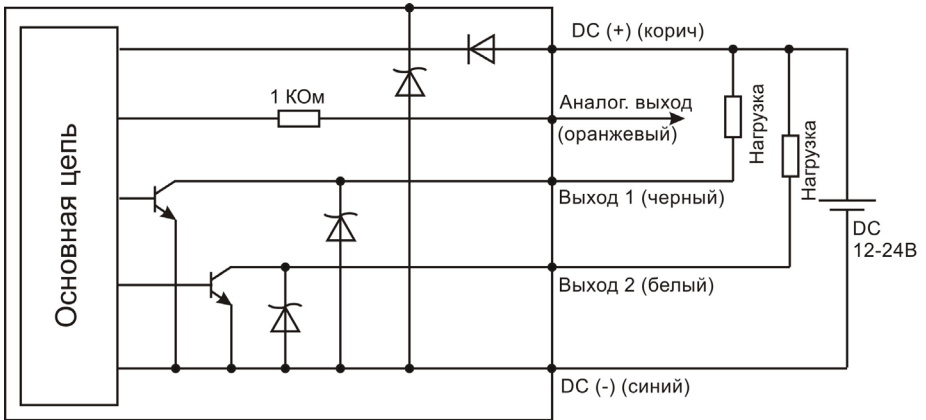 DC (+) (корич)
1 КОм
Аналог. выход
(оранжевый)
Нагрузка
Нагрузка
Основная цепь
Выход 1 (черный)
DC
12-24В
Выход 2 (белый)
DC (-) (синий)